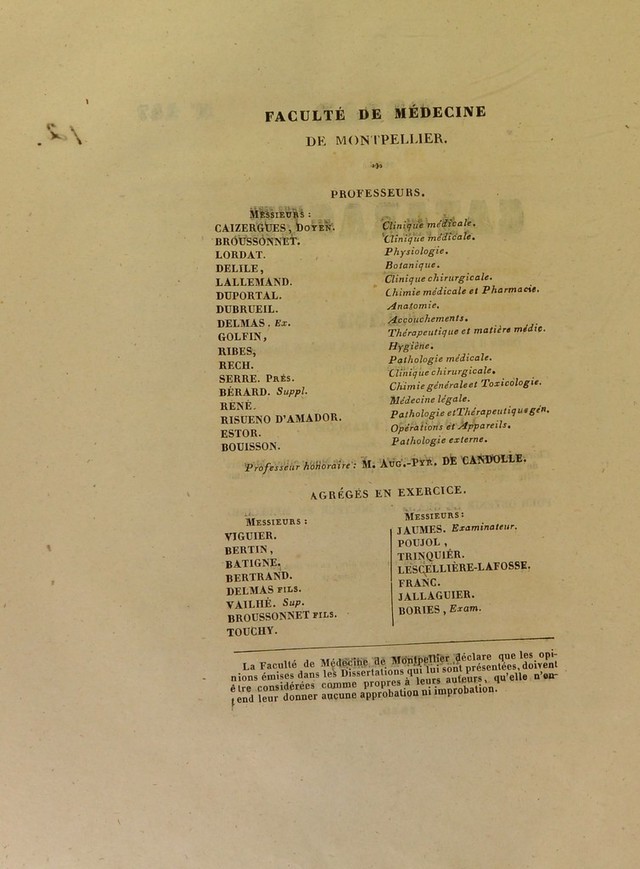 FACULTÉ DE MÉDECINE
DE MONTPELLIER.
PROFESSEURS.
MESSIEURS :
CAIZERGUES, DOYEN. Clinique médicale.
BROUSSONNET. Clinique médicale.
LORDAT. Physiologie.
DELILE, Botanique.
LALLEMAND. Clinique chirurgicale.
DUPORTAL. Chimie médicale et Pharmacie.
DUBRUEIL. Anatomie.
DELMAS, Ex. Accouchements.
GOLFIN, Thérapeutique et matière médic.
RIBES, Hygiène.
RECH. Pathologie médicale.
SERRE. PRÉS. Clinique chirurgicale.
BÉRARD. Suppl. Chimie générale et Toxicologie.
RENÉ. Médecine légale.
RISUENO D'AMADOR. Pathologie et Thérapeutique gén.
ESTOR. Opérations et Appareils.
BOUISSON. Pathologie externe.
Professeur honoraire : M. AUG.-PYR. DE CANDOLLE.
AGRÉGÉS EN EXERCICE.
MESSIEURS :
VIGUIER.
BERTIN,
BATIGNE.
BERTRAND.
DELMAS FILS.
VAILHÉ. Sup.
BROUSSONNET FILS.
TOUCHY.
MESSIEURS :
JAUMES. Examinateur.
POUJOL,
TRINQUIER.
LESCELLIÈRE-LAFOSSE.
FRANC.
JALLAGUIER.
BORIES, Exam.
La Faculté de Médecine de Montpellier déclare que les opi-
nions émises dans les Dissertations qui lui sont présentées, doivent
être considérées comme propres à leurs auteurs, qu'elle n'en-
tend leur donner aucune approbation ni improbation.